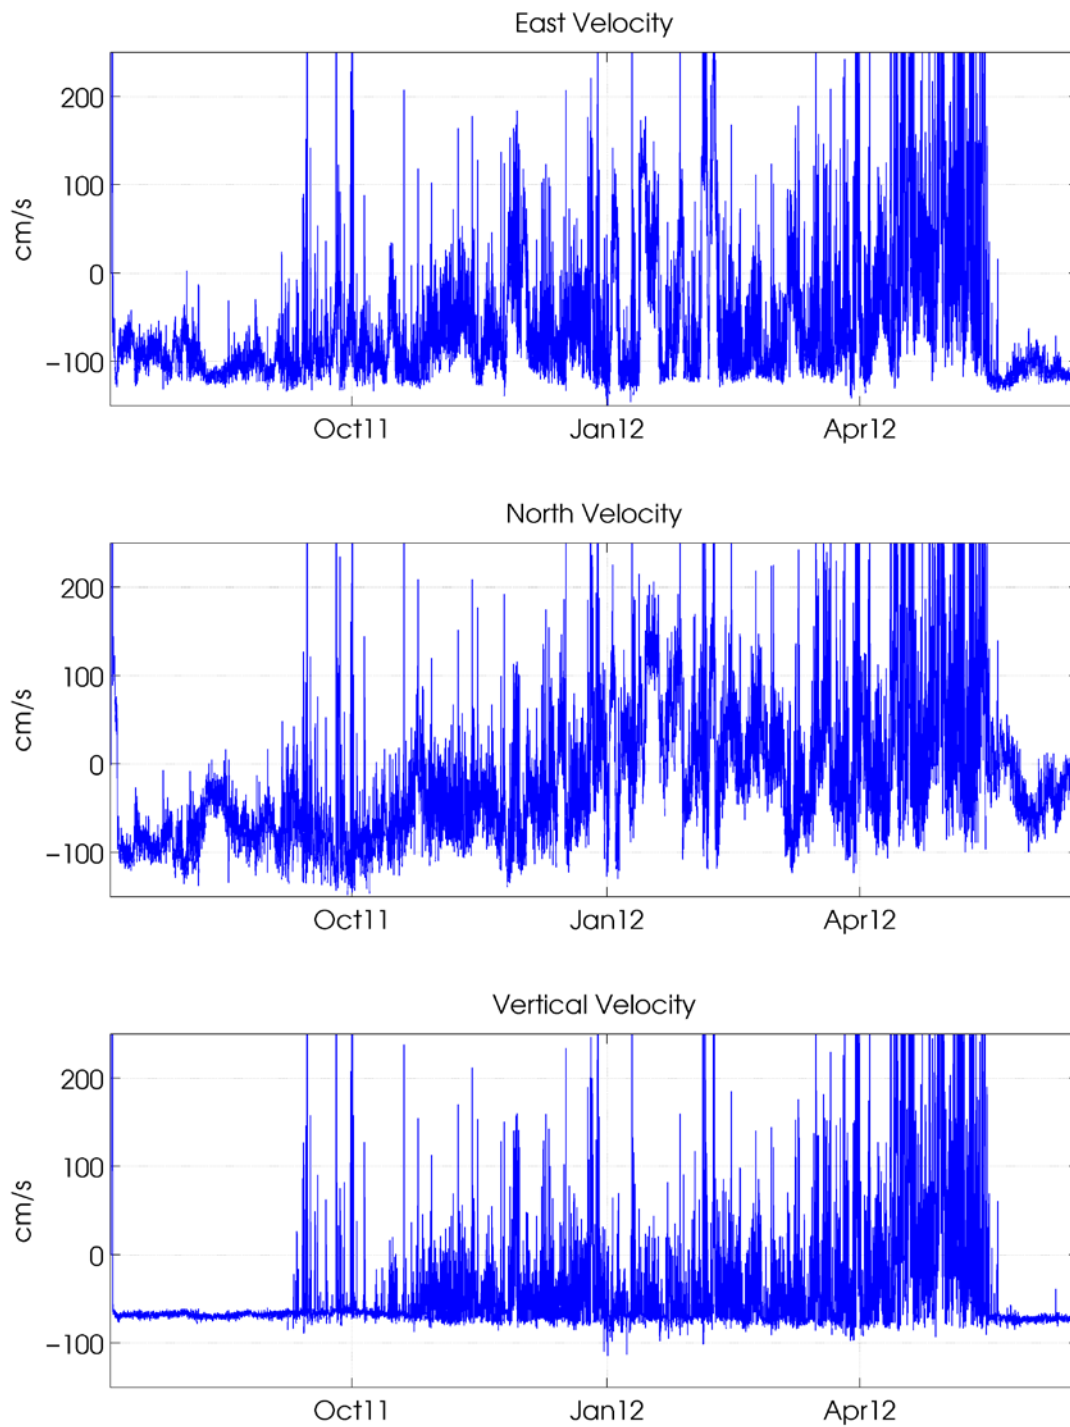 East Velocity
200
100
0
−100
cm/s
Oct11 Jan12 Apr12
North Velocity
200
100
0
−100
cm/s
Oct11 Jan12 Apr12
Vertical Velocity
200
100
0
−100
cm/s
Oct11 Jan12 Apr12